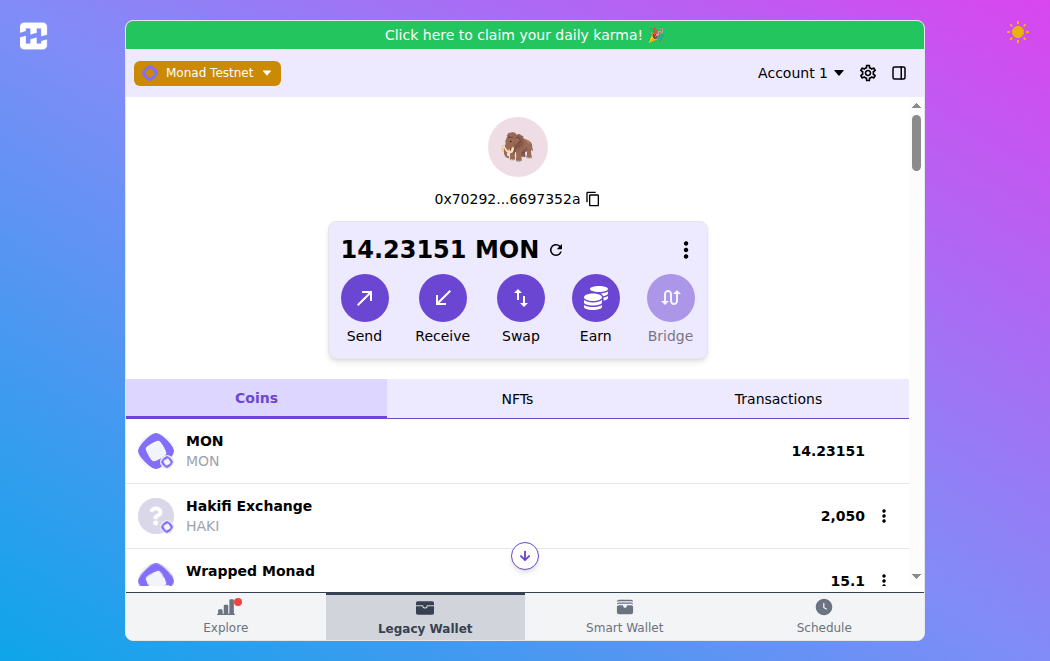 Click here to claim your daily karma! 🎉
Monad Testnet
Account 1
0x70292...6697352a
14.23151 MON
Send
Receive
Swap
Earn
Bridge
Coins
NFTs
Transactions
MON
MON
14.23151
Hakifi Exchange
HAKI
2,050
Wrapped Monad
15.1
Explore
Legacy Wallet
Smart Wallet
Schedule